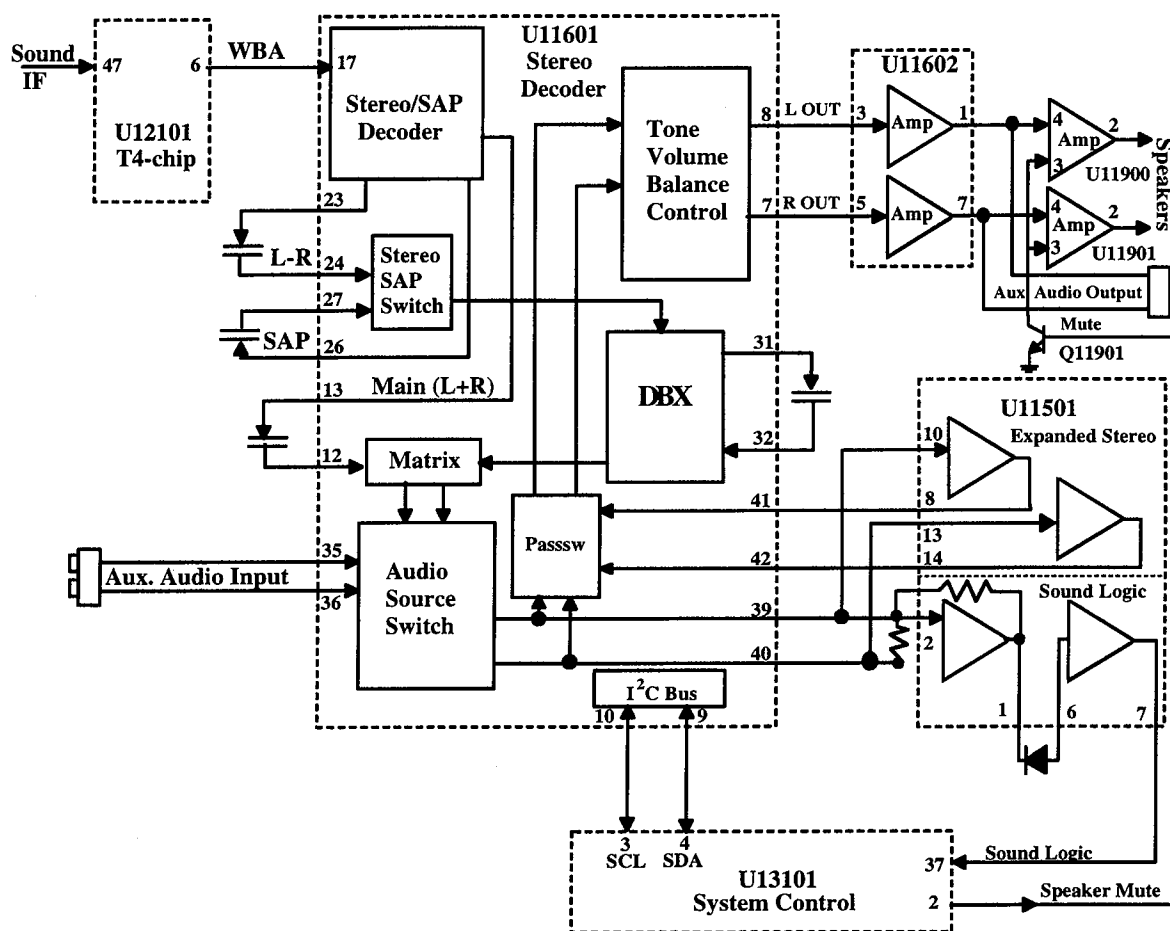 Sound
IF
47
6
WBA
U12101
T4-chip
17
Stereo/SAP
Decoder
U11601
Stereo
Decoder
Tone
Volume
Balance
Control
8
L OUT
3
7
R OUT
5
U11602
Amp
1
Amp
7
4
Amp
3
2
U11900
4
Amp
3
2
U11901
Speakers
Aux. Audio Output
Mute
Q11901
23
L-R
24
27
SAP
26
Stereo
SAP
Switch
13
Main (L+R)
12
Matrix
DBX
31
32
U11501
Expanded Stereo
10
8
13
14
41
42
Passsw
35
Aux. Audio Input
36
Audio
Source
Switch
39
40
Sound Logic
2
1
6
7
I2C Bus
10
9
3
4
SCL
SDA
37
Sound Logic
U13101
System Control
2
Speaker Mute